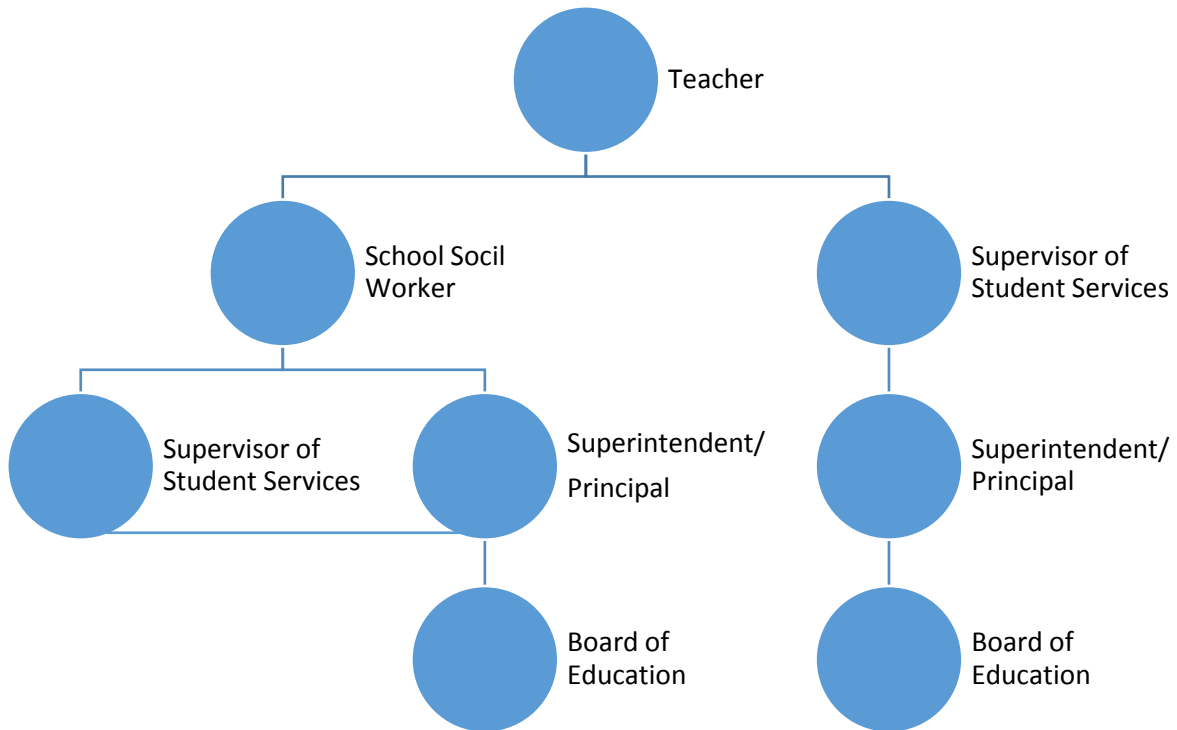 Teacher
School Socil
Worker
Supervisor of
Student Services
Supervisor of
Student Services
Superintendent/
Principal
Superintendent/
Principal
Board of
Education
Board of
Education